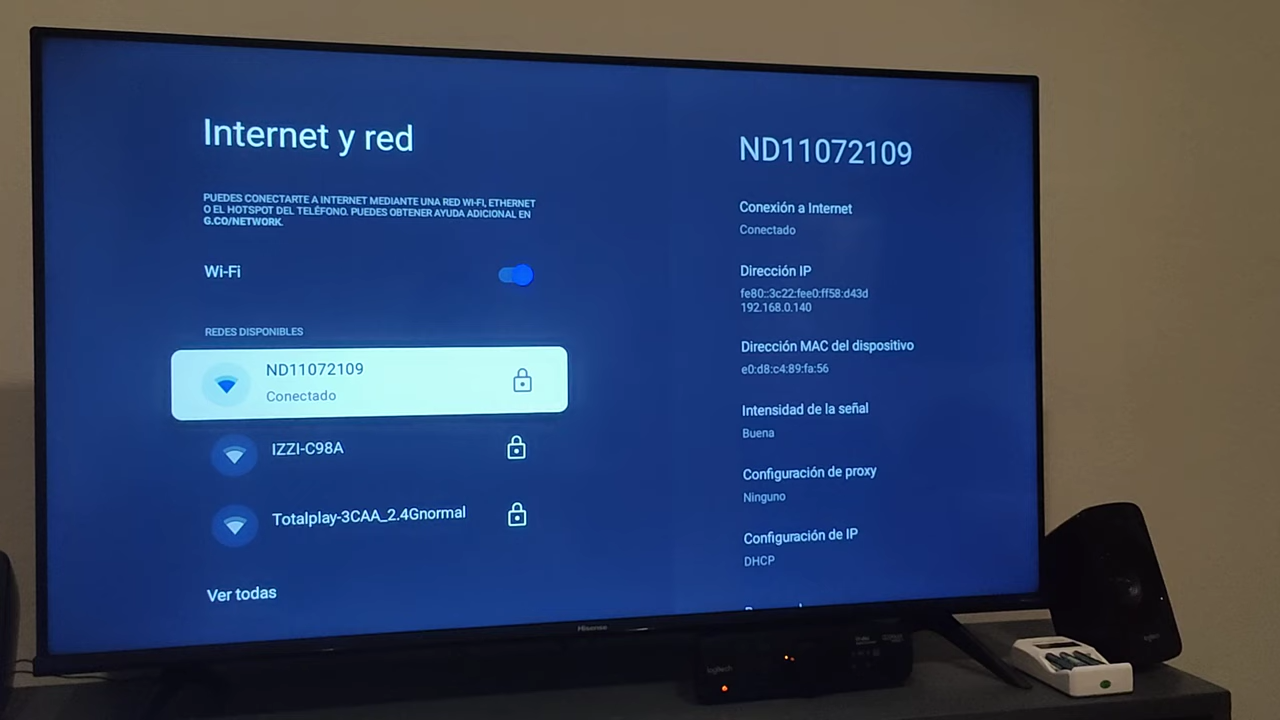 Internet y red
PUEDES CONECTARTE A INTERNET MEDIANTE UNA RED WI-FI, ETHERNET
O EL HOTSPOT DEL TELÉFONO. PUEDES OBTENER AYUDA ADICIONAL EN
G.CO/NETWORK.
Wi-Fi
REDES DISPONIBLES
ND11072109
Conectado
IZZI-C98A
Totalplay-3CAA_2.4Gnormal
Ver todas
ND11072109
Conexión a Internet
Conectado
Dirección IP
fe80::3c22:fee0:ff58:d43d
192.168.0.140
Dirección MAC del dispositivo
e0:d8:c4:89:fa:56
Intensidad de la señal
Buena
Configuración de proxy
Ninguno
Configuración de IP
DHCP
Hisense
logitech